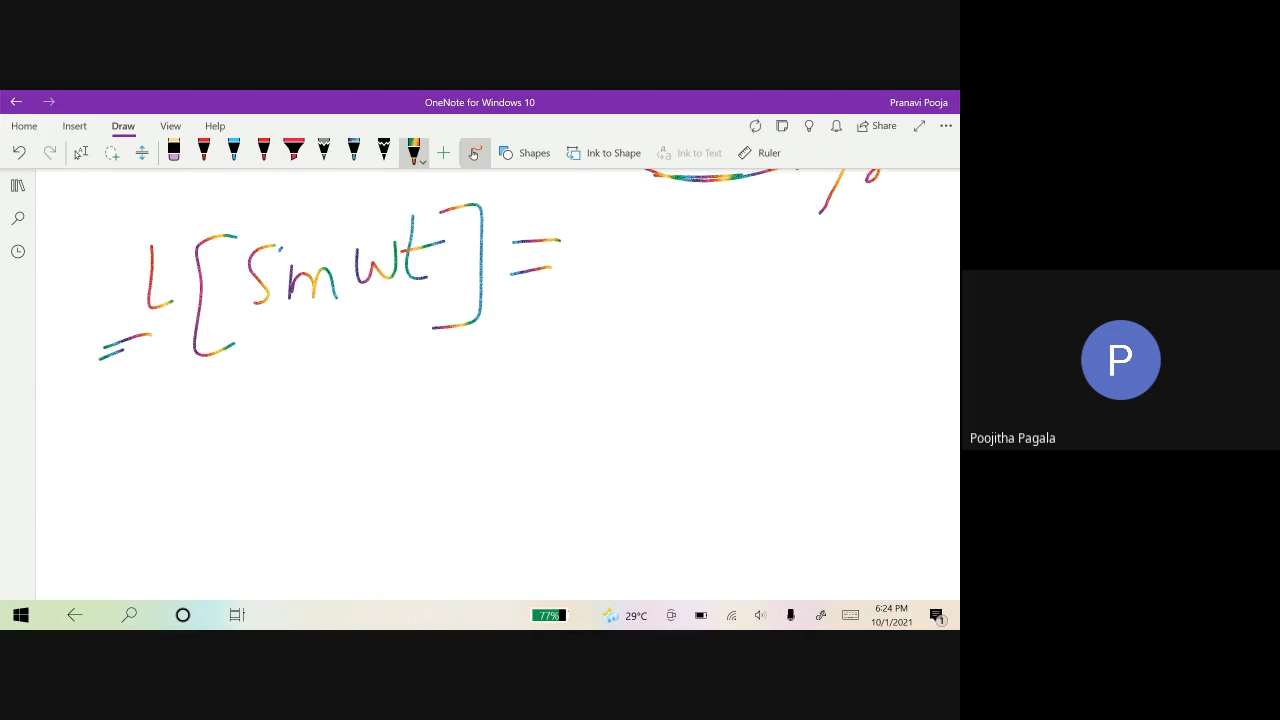 OneNote for Windows 10
Pranavi Pooja
Home Insert Draw View Help
Share
Shapes Ink to Shape Ink to Text Ruler
L[Sin wt] =
=
P
Poojitha Pagala
77%
29°C
6:24 PM
10/1/2021
1